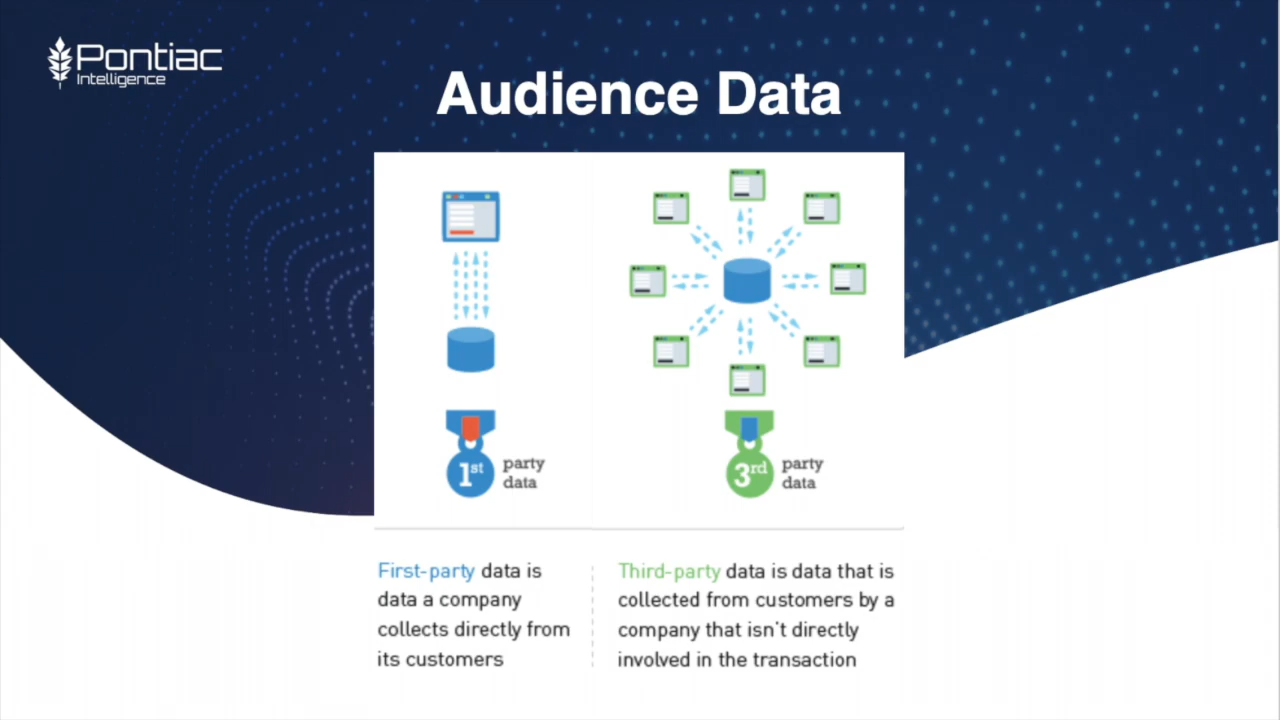 Pontiac
Intelligence
Audience Data
1st party
data
3rd party
data
First-party data is
data a company
collects directly from
its customers
Third-party data is data that is
collected from customers by a
company that isn't directly
involved in the transaction